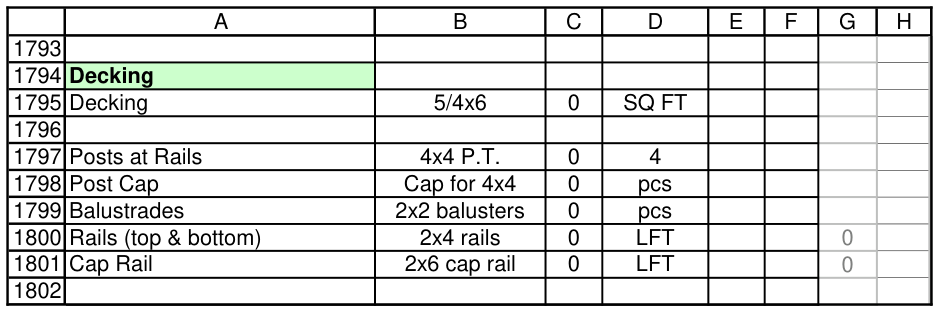 A B C D E F G H
1793
1794 Decking
1795 Decking 5/4x6 0 SQ FT
1796
1797 Posts at Rails 4x4 P.T. 0 4
1798 Post Cap Cap for 4x4 0 pcs
1799 Balustrades 2x2 balusters 0 pcs
1800 Rails (top & bottom) 2x4 rails 0 LFT 0
1801 Cap Rail 2x6 cap rail 0 LFT 0
1802